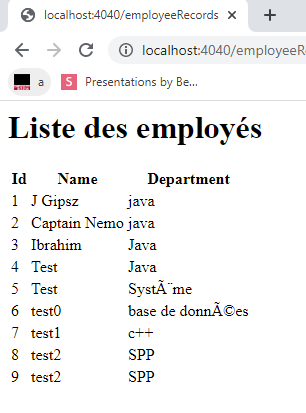 localhost:4040/employeeRecords
localhost:4040/employeeR
a
S Presentations by Be...
Liste des employés
Id Name Department
1 J Gipsz java
2 Captain Nemo java
3 Ibrahim Java
4 Test Java
5 Test SystÃ¨me
6 test0 base de donnÃ©es
7 test1 c++
8 test2 SPP
9 test2 SPP